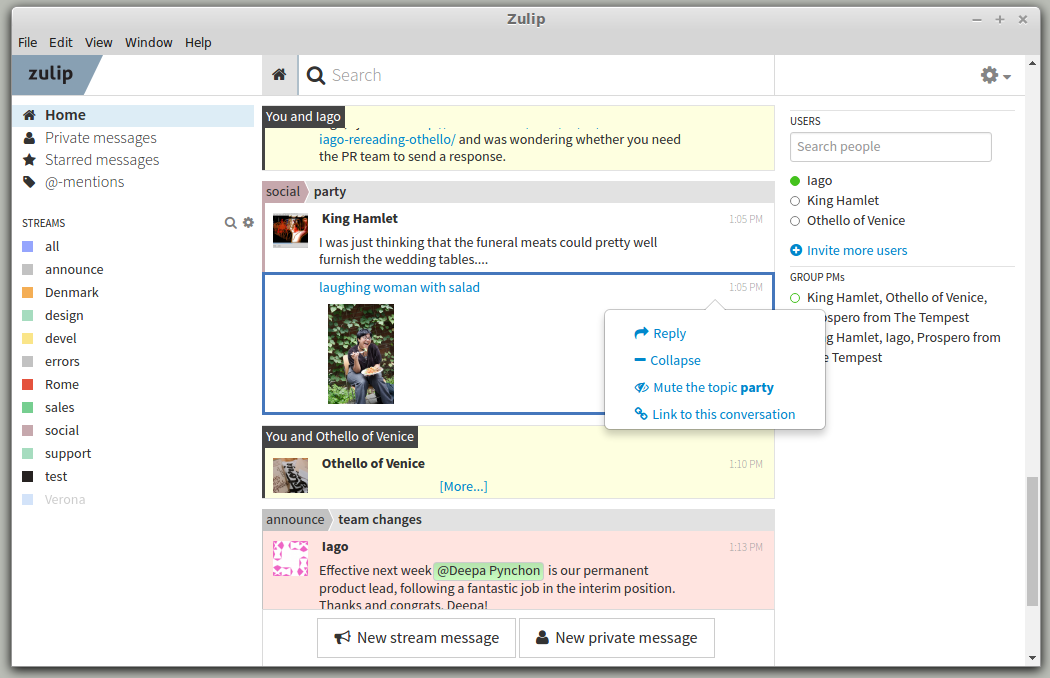 Zulip
File Edit View Window Help
zulip
Search
Home
Private messages
Starred messages
@-mentions
STREAMS
all
announce
Denmark
design
devel
errors
Rome
sales
social
support
test
Verona
You and Iago
iago-rereading-othello/ and was wondering whether you need
the PR team to send a response.
social party
King Hamlet 1:05 PM
I was just thinking that the funeral meats could pretty well
furnish the wedding tables....
laughing woman with salad 1:05 PM
Reply
Collapse
Mute the topic party
Link to this conversation
You and Othello of Venice
Othello of Venice 1:10 PM
[More...]
announce team changes
Iago 1:13 PM
Effective next week @Deepa Pynchon is our permanent
product lead, following a fantastic job in the interim position.
Thanks and congrats, Deepa!
New stream message New private message
USERS
Search people
Iago
King Hamlet
Othello of Venice
Invite more users
GROUP PMs
King Hamlet, Othello of Venice,
from The Tempest
Hamlet, Iago, Prospero from
Tempest